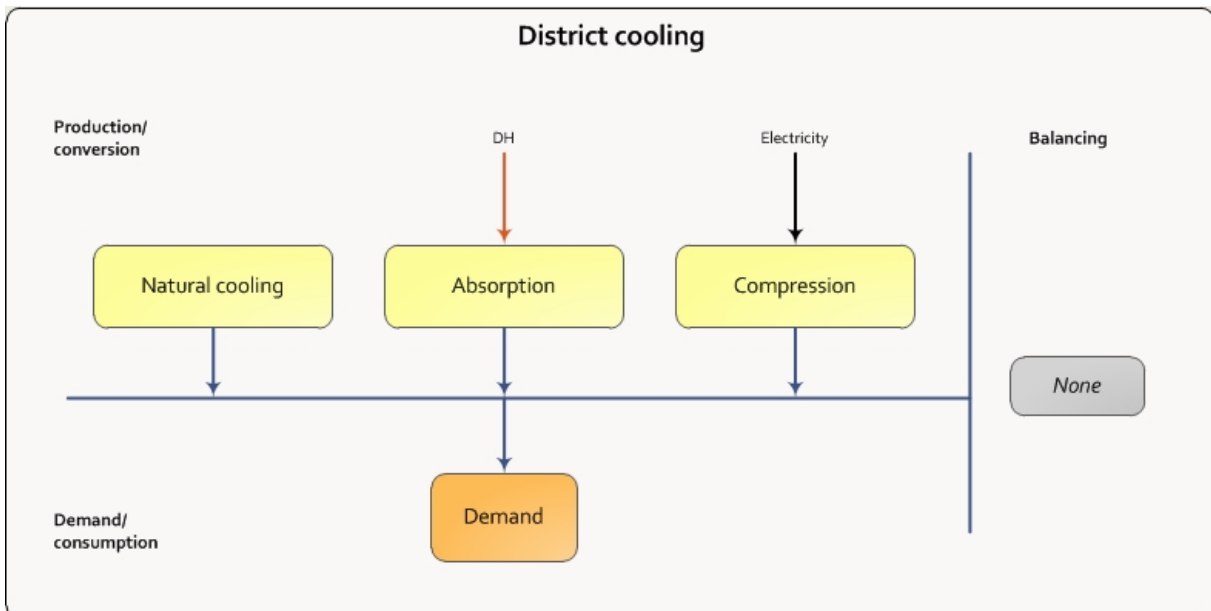 District cooling
Production/
conversion
DH
Electricity
Balancing
Natural cooling
Absorption
Compression
None
Demand
Demand/
consumption